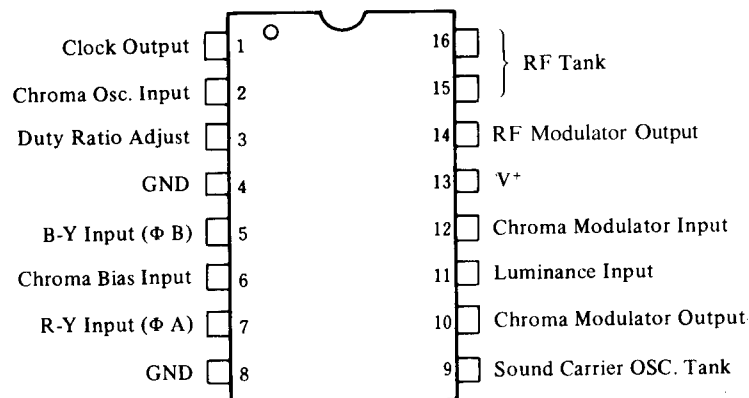 Clock Output 1
Chroma Osc. Input 2
Duty Ratio Adjust 3
GND 4
B-Y Input (Φ B) 5
Chroma Bias Input 6
R-Y Input (Φ A) 7
GND 8
16
15
RF Tank
14 RF Modulator Output
13 V+
12 Chroma Modulator Input
11 Luminance Input
10 Chroma Modulator Output
9 Sound Carrier OSC. Tank